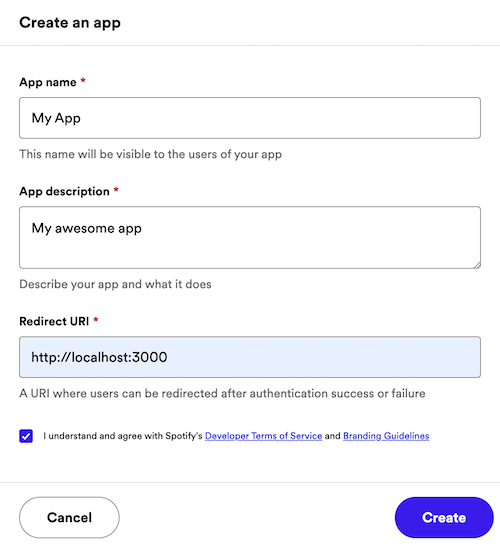 Create an app
App name *
My App
This name will be visible to the users of your app
App description *
My awesome app
Describe your app and what it does
Redirect URI *
http://localhost:3000
A URI where users can be redirected after authentication success or failure
I understand and agree with Spotify's Developer Terms of Service and Branding Guidelines
Cancel
Create